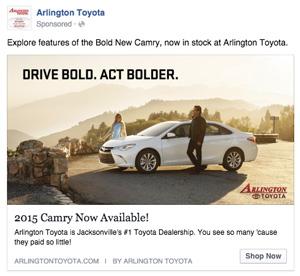 Arlington Toyota
Sponsored
Explore features of the Bold New Camry, now in stock at Arlington Toyota.
DRIVE BOLD. ACT BOLDER.
ARLINGTON
TOYOTA
2015 Camry Now Available!
Arlington Toyota is Jacksonville's #1 Toyota Dealership. You see so many 'cause
they paid so little!
ARLINGTONTOYOTA.COM | BY ARLINGTON TOYOTA
Shop Now